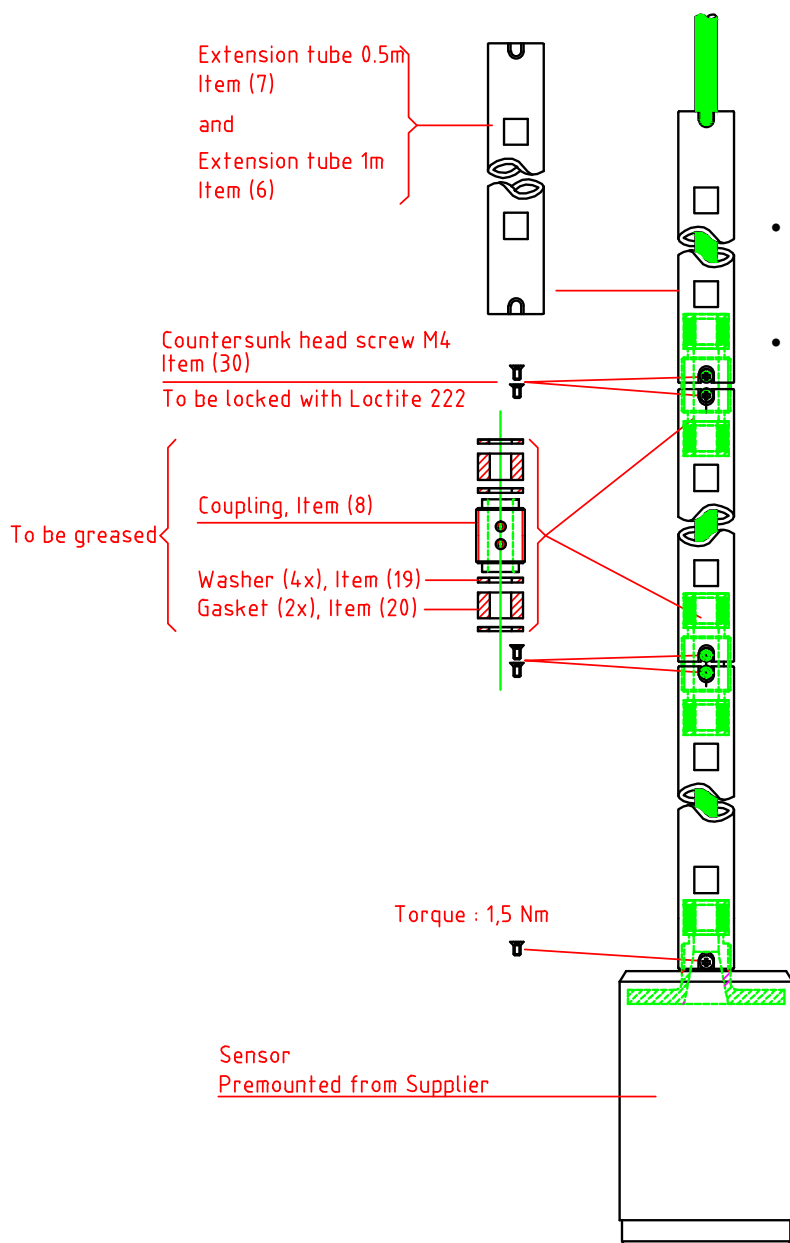 Extension tube 0.5m
Item (7)
and
Extension tube 1m
Item (6)
Countersunk head screw M4
Item (30)
To be locked with Loctite 222
Coupling, Item (8)
To be greased
Washer (4x), Item (19)
Gasket (2x), Item (20)
Torque : 1,5 Nm
Sensor
Premounted from Supplier